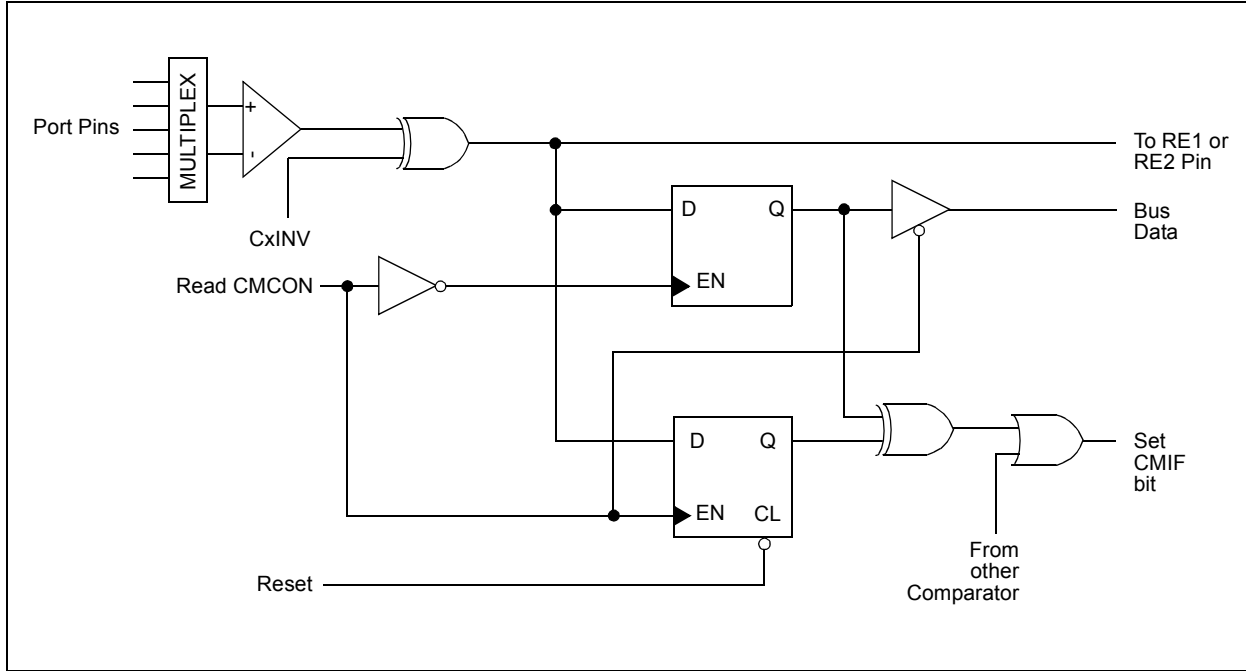 MULTIPLEX
Port Pins
+
-
CxINV
To RE1 or
RE2 Pin
D
Q
EN
Bus
Data
Read CMCON
D
Q
EN
CL
Set
CMIF
bit
From
other
Comparator
Reset